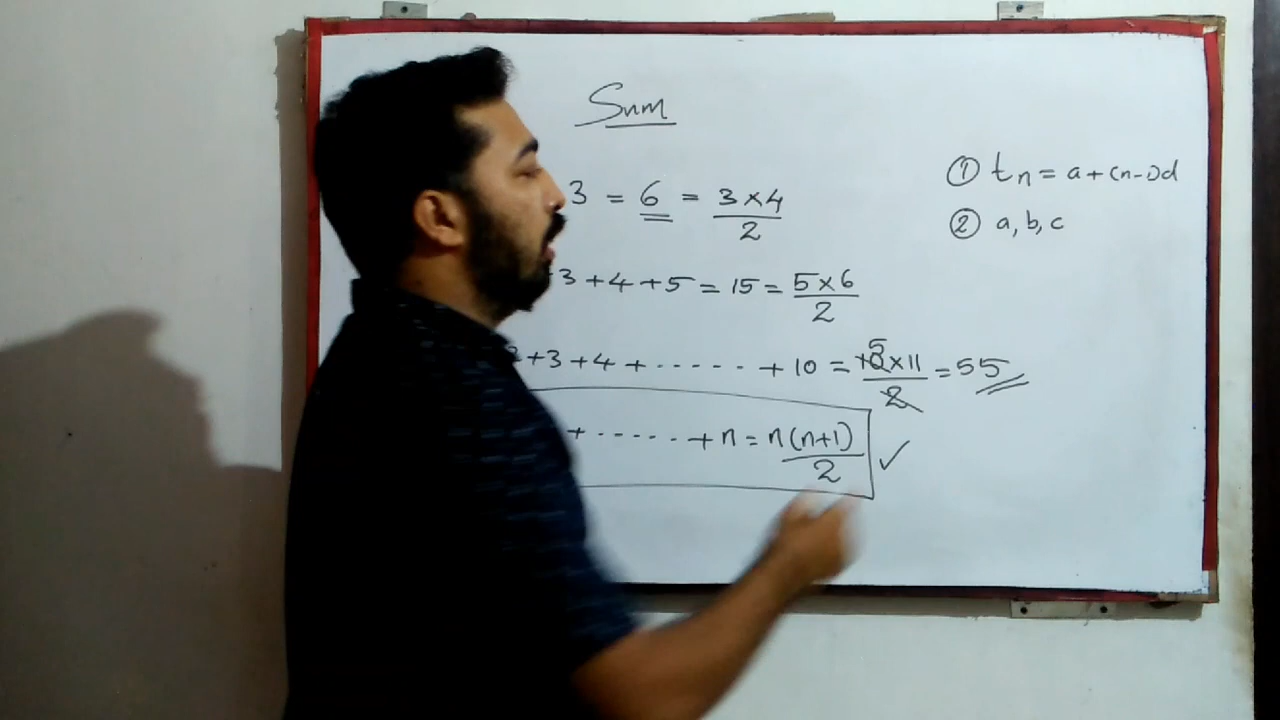 Sum
3 = 6 = 3×4/2
3+4+5 = 15 = 5×6/2
2+3+4+ ...... + 10 = 10×11/2 = 55
5
+ ...... + n = n(n+1)/2 ✓
① tn = a+(n-1)d
② a, b, c